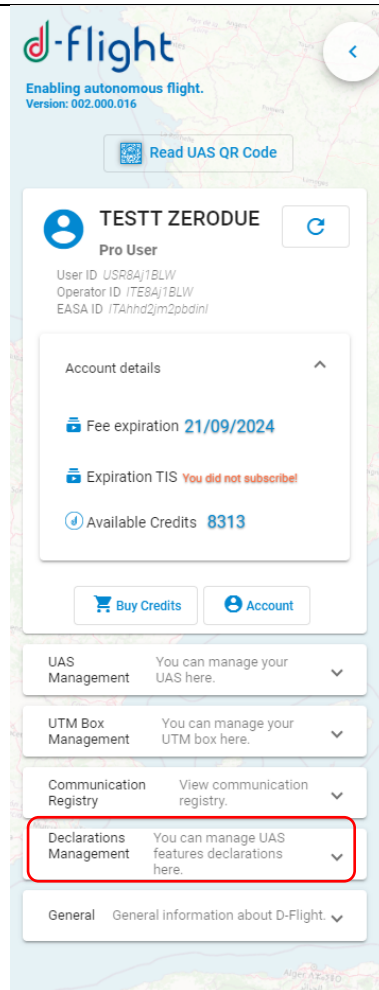 d-flight
Enabling autonomous flight.
Version: 002.000.016
Read UAS QR Code
TESTT ZERODUE
Pro User
User ID USR8Aj1BLW
Operator ID ITE8Aj1BLW
EASA ID ITAhhd2jm2pbdinl
Account details
Fee expiration 21/09/2024
Expiration TIS You did not subscribe!
Available Credits 8313
Buy Credits
Account
UAS
Management
You can manage your
UAS here.
UTM Box
Management
You can manage your
UTM box here.
Communication
Registry
View communication
registry.
Declarations
Management
You can manage UAS
features declarations
here.
General
General information about D-Flight.